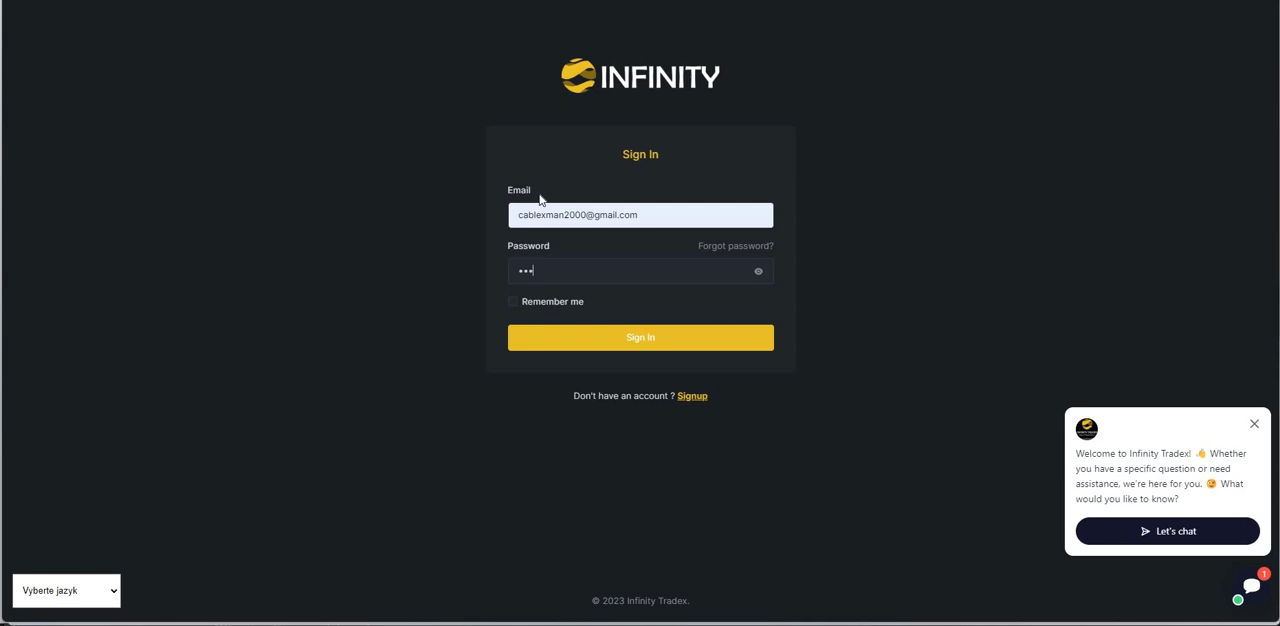 INFINITY
Sign In
Email
cablexman2000@gmail.com
Password
Forgot password?
•••
Remember me
Sign In
Don't have an account ? Signup
Welcome to Infinity Tradex! 👋 Whether
you have a specific question or need
assistance, we're here for you. 😊 What
would you like to know?
Let's chat
1
Vyberte jazyk
© 2023 Infinity Tradex.